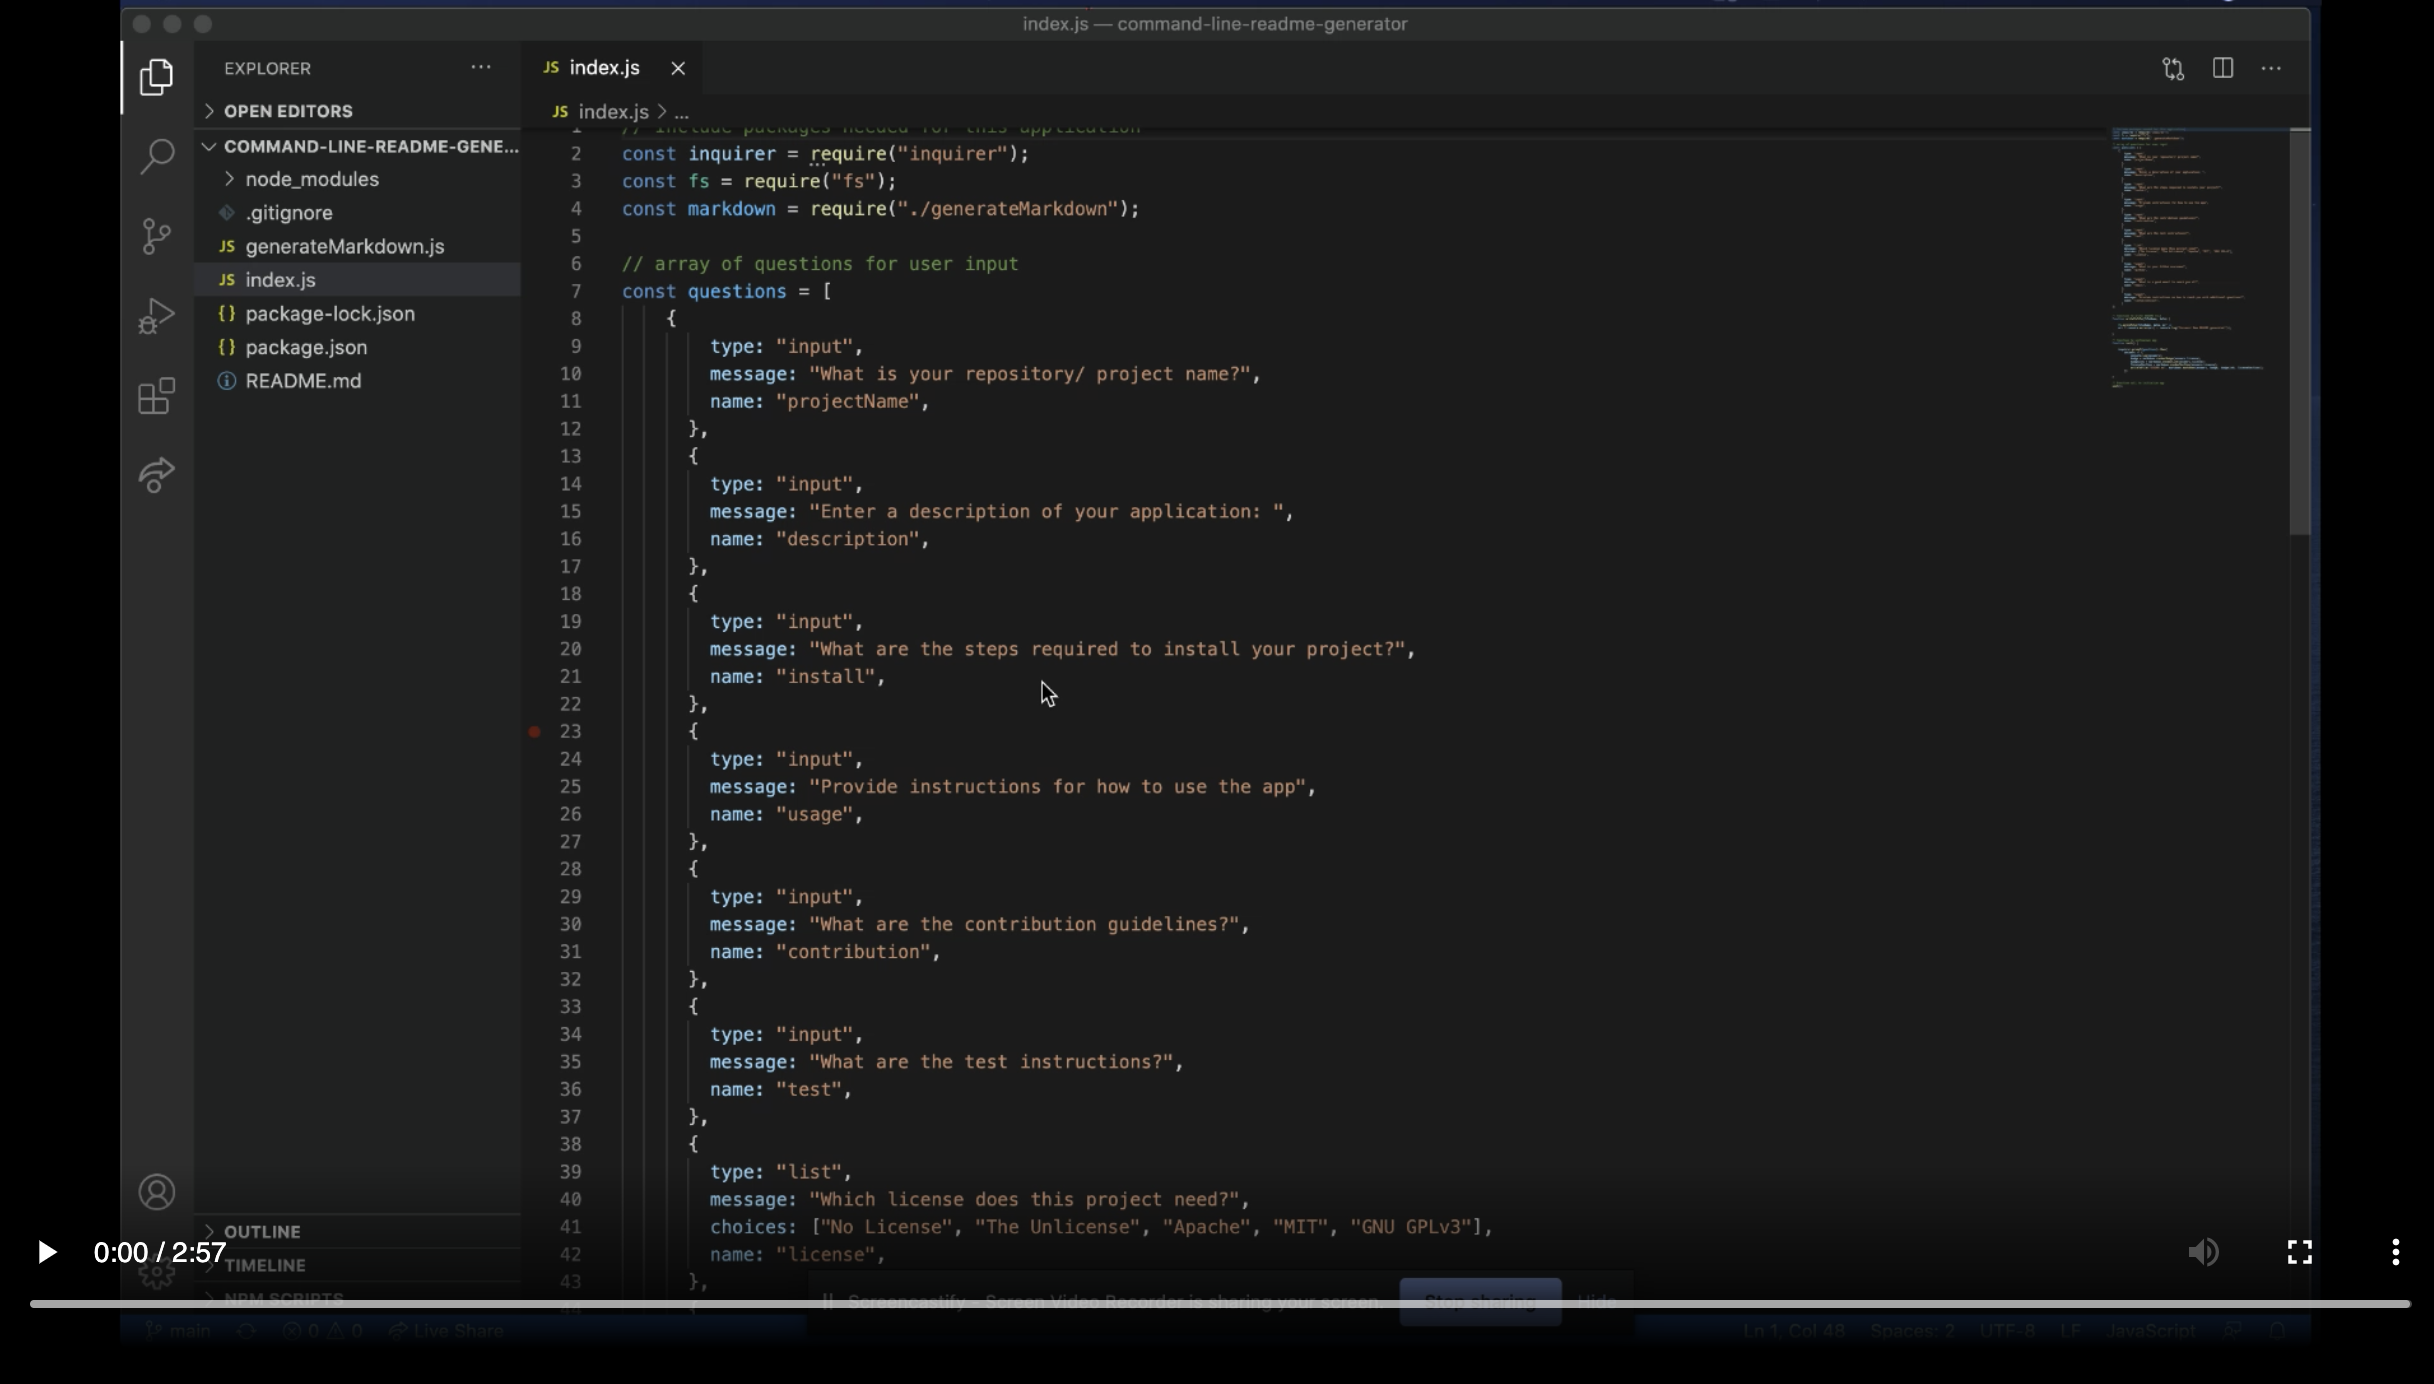 index.js — command-line-readme-generator
EXPLORER
OPEN EDITORS
COMMAND-LINE-README-GENE...
node_modules
.gitignore
JS generateMarkdown.js
JS index.js
{} package-lock.json
{} package.json
README.md
OUTLINE
TIMELINE
NPM SCRIPTS
JS index.js
JS index.js > ...
1 // Include packages needed for this application
2 const inquirer = require("inquirer");
3 const fs = require("fs");
4 const markdown = require("./generateMarkdown");
5
6 // array of questions for user input
7 const questions = [
8 {
9 type: "input",
10 message: "What is your repository/ project name?",
11 name: "projectName",
12 },
13 {
14 type: "input",
15 message: "Enter a description of your application: ",
16 name: "description",
17 },
18 {
19 type: "input",
20 message: "What are the steps required to install your project?",
21 name: "install",
22 },
23 {
24 type: "input",
25 message: "Provide instructions for how to use the app",
26 name: "usage",
27 },
28 {
29 type: "input",
30 message: "What are the contribution guidelines?",
31 name: "contribution",
32 },
33 {
34 type: "input",
35 message: "What are the test instructions?",
36 name: "test",
37 },
38 {
39 type: "list",
40 message: "Which license does this project need?",
41 choices: ["No License", "The Unlicense", "Apache", "MIT", "GNU GPLv3"],
42 name: "license",
43 },
44 {
0:00 / 2:57
Screencastify - Screen Video Recorder is sharing your screen.
Stop sharing
Hide
main 0 0 Live Share
Ln 1, Col 48 Spaces: 2 UTF-8 LF JavaScript